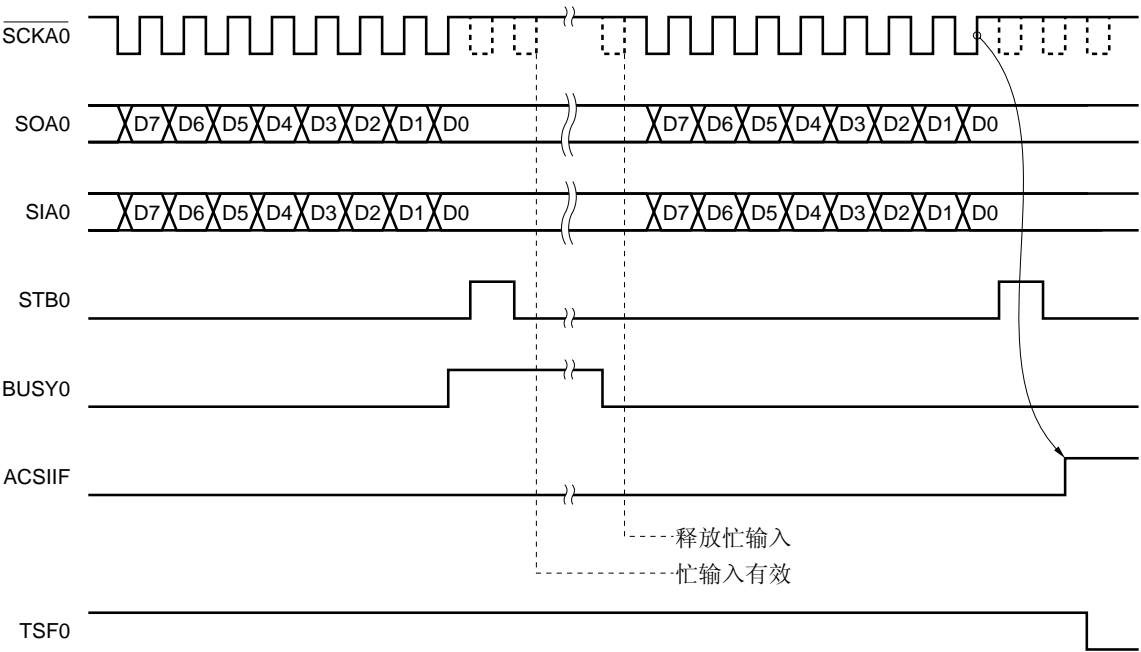 SCKA0
SOA0 D7 D6 D5 D4 D3 D2 D1 D0 D7 D6 D5 D4 D3 D2 D1 D0
SIA0 D7 D6 D5 D4 D3 D2 D1 D0 D7 D6 D5 D4 D3 D2 D1 D0
STB0
BUSY0
ACSIIF
释放忙输入
忙输入有效
TSF0